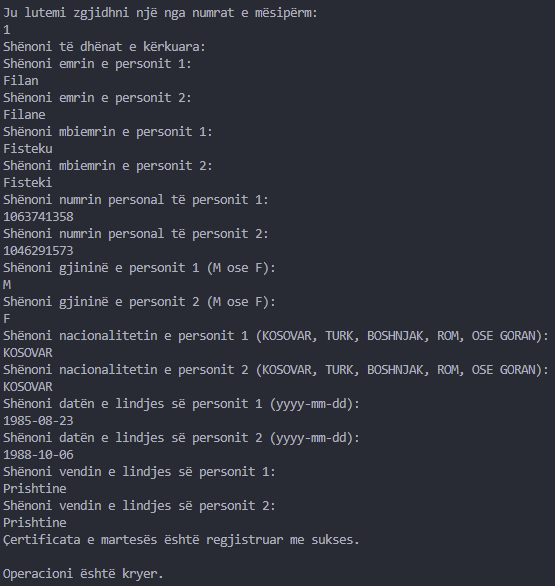 Ju lutemi zgjidhni një nga numrat e mësipërm:
1
Shënoni të dhënat e kërkuara:
Shënoni emrin e personit 1:
Filan
Shënoni emrin e personit 2:
Filane
Shënoni mbiemrin e personit 1:
Fisteku
Shënoni mbiemrin e personit 2:
Fisteki
Shënoni numrin personal të personit 1:
1063741358
Shënoni numrin personal të personit 2:
1046291573
Shënoni gjininë e personit 1 (M ose F):
M
Shënoni gjininë e personit 2 (M ose F):
F
Shënoni nacionalitetin e personit 1 (KOSOVAR, TURK, BOSHNJAK, ROM, OSE GORAN):
KOSOVAR
Shënoni nacionalitetin e personit 2 (KOSOVAR, TURK, BOSHNJAK, ROM, OSE GORAN):
KOSOVAR
Shënoni datën e lindjes së personit 1 (yyyy-mm-dd):
1985-08-23
Shënoni datën e lindjes së personit 2 (yyyy-mm-dd):
1988-10-06
Shënoni vendin e lindjes së personit 1:
Prishtine
Shënoni vendin e lindjes së personit 2:
Prishtine
Çertificata e martesës është regjistruar me sukses.
Operacioni është kryer.